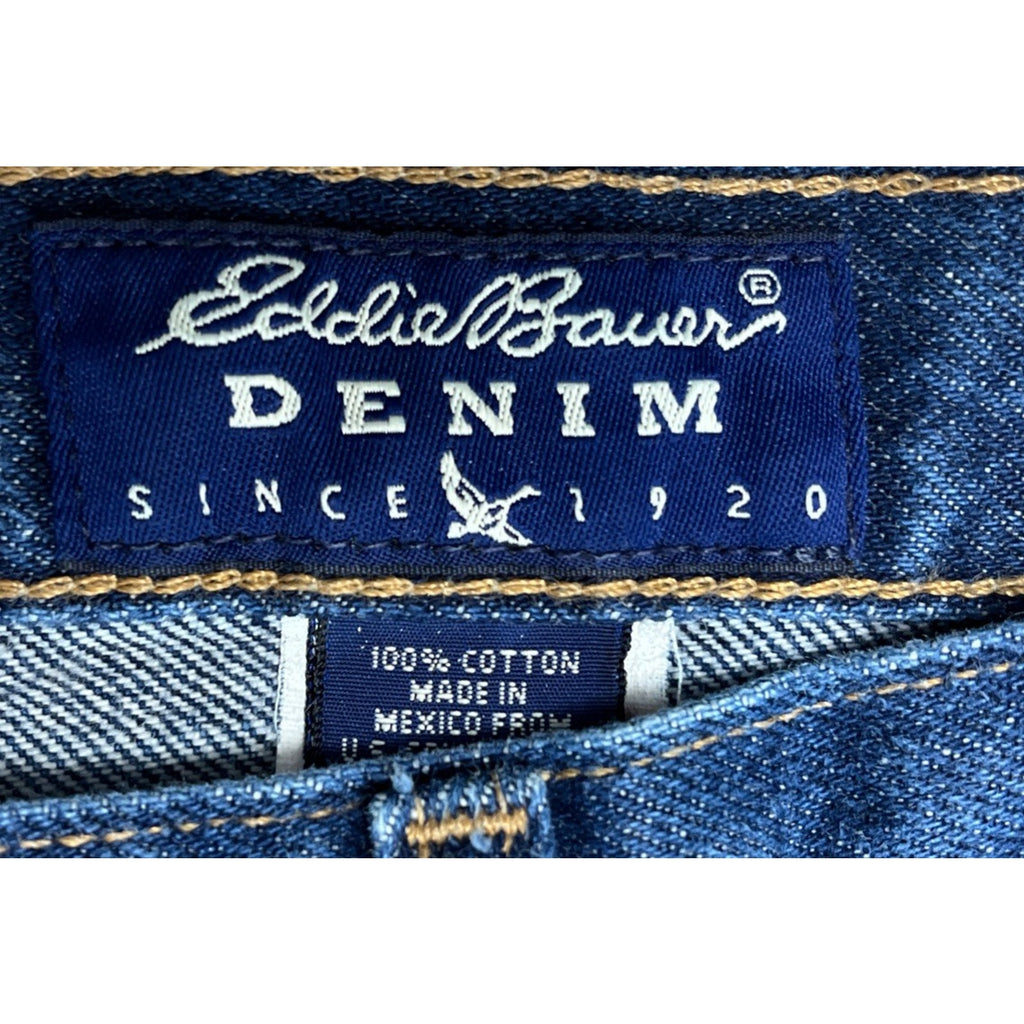 Eddie Bauer ®
DENIM
SINCE 1920
100% COTTON
MADE IN
MEXICO FROM